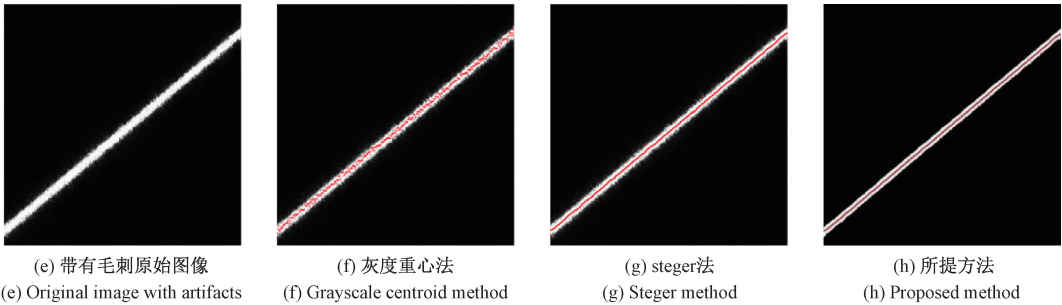 (e) 带有毛刺原始图像
(f) 灰度重心法
(g) steger法
(h) 所提方法
(e) Original image with artifacts
(f) Grayscale centroid method
(g) Steger method
(h) Proposed method